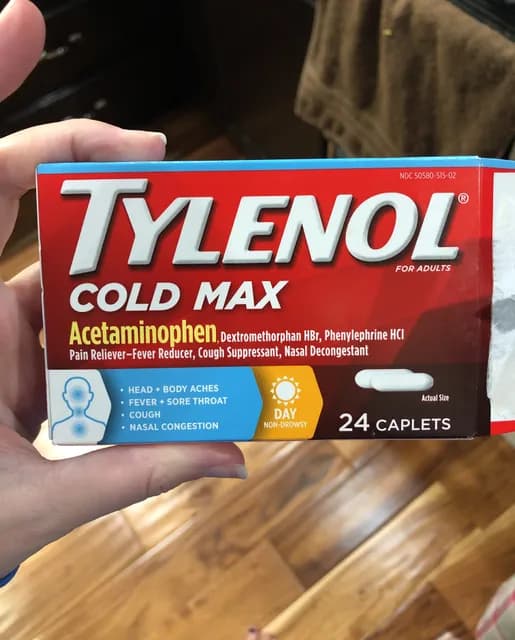 NDC 50580-515-02
TYLENOL®
FOR ADULTS
COLD MAX
Acetaminophen, Dextromethorphan HBr, Phenylephrine HCl
Pain Reliever–Fever Reducer, Cough Suppressant, Nasal Decongestant
• HEAD + BODY ACHES
• FEVER + SORE THROAT
• COUGH
• NASAL CONGESTION
DAY
NON-DROWSY
Actual Size
24 CAPLETS